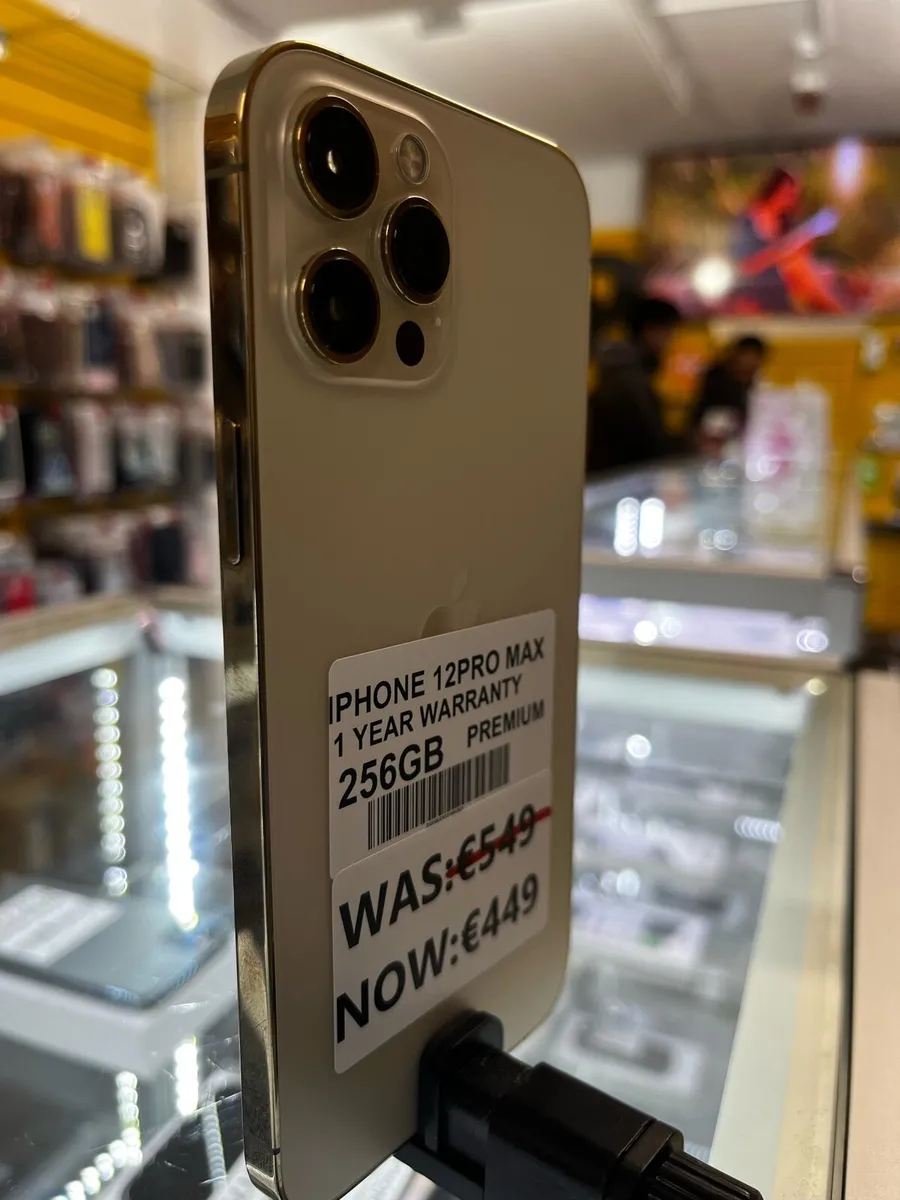 IPHONE 12PRO MAX
1 YEAR WARRANTY
256GB PREMIUM
WAS:€549
NOW:€449